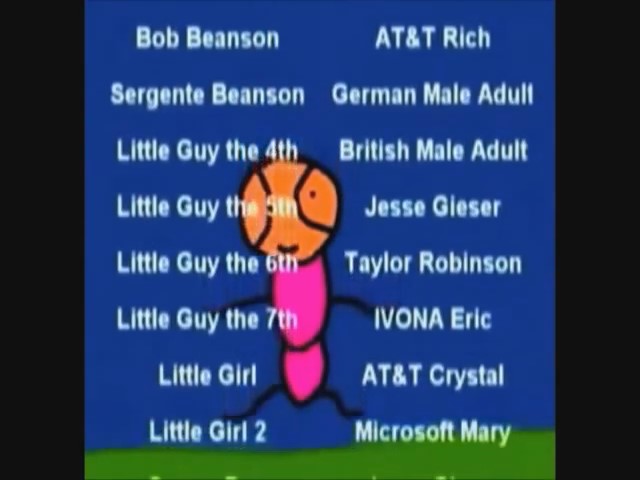 Bob Beanson AT&T Rich
Sergente Beanson German Male Adult
Little Guy the 4th British Male Adult
Little Guy the 5th Jesse Gieser
Little Guy the 6th Taylor Robinson
Little Guy the 7th IVONA Eric
Little Girl AT&T Crystal
Little Girl 2 Microsoft Mary